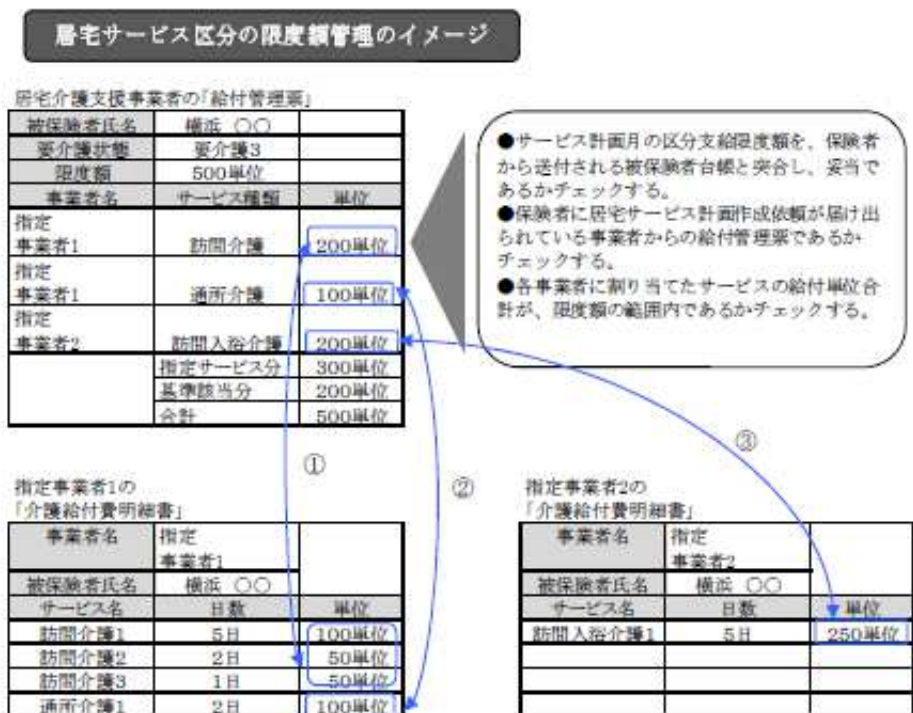 居宅サービス区分の限度額管理のイメージ
居宅介護支援事業者の「給付管理票」
被保険者氏名 横浜 〇〇
要介護状態 要介護3
限度額 500単位
事業者名 サービス種類 単位
指定
事業者1 訪問介護 200単位
指定
事業者1 通所介護 100単位
指定
事業者2 訪問入浴介護 200単位
指定サービス分 300単位
基準該当分 200単位
合計 500単位
●サービス計画月の区分支給限度額を、保険者
から送付される被保険者台帳と突合し、妥当で
あるかチェックする。
●保険者に居宅サービス計画作成依頼が届け出
られている事業者からの給付管理票であるか
チェックする。
●各事業者に割り当てたサービスの給付単位合
計が、限度額の範囲内であるかチェックする。
①
②
③
指定事業者1の
「介護給付費明細書」
事業者名 指定
事業者1
被保険者氏名 横浜 〇〇
サービス名 日数 単位
訪問介護1 5日 100単位
訪問介護2 2日 50単位
訪問介護3 1日 50単位
通所介護1 2日 100単位
指定事業者2の
「介護給付費明細書」
事業者名 指定
事業者2
被保険者氏名 横浜 〇〇
サービス名 日数 単位
訪問入浴介護1 5日 250単位